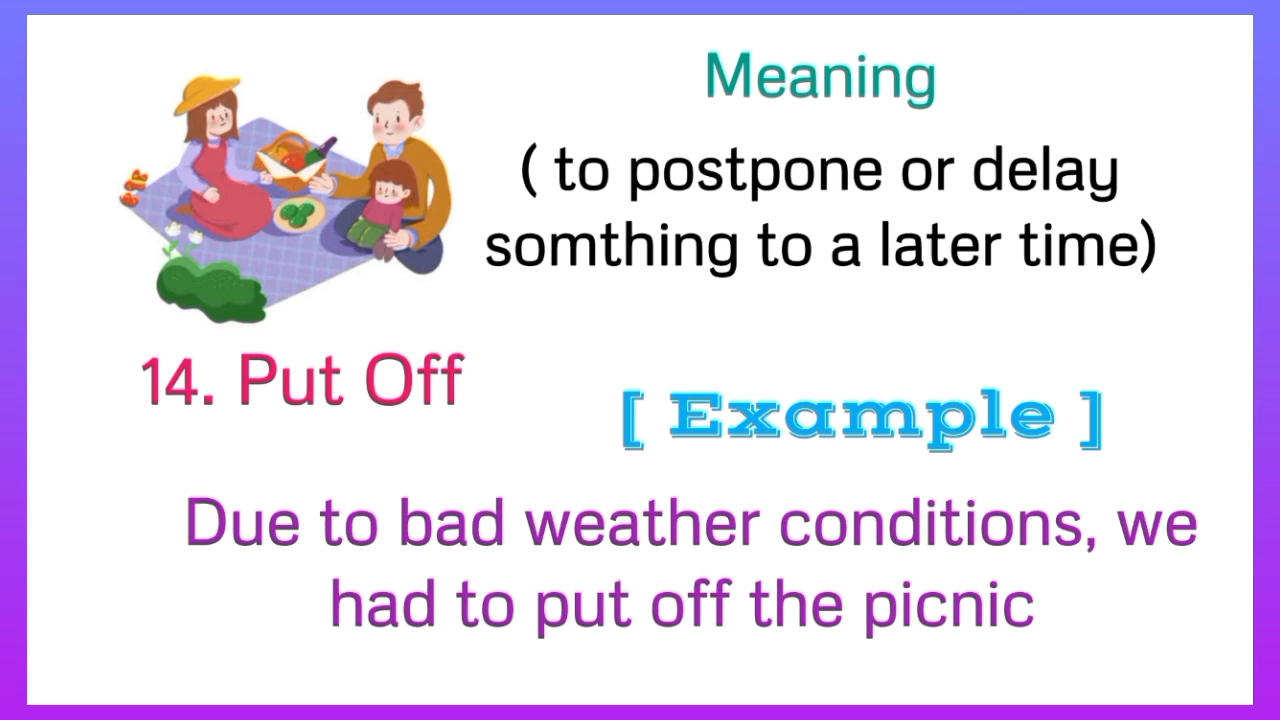 Meaning
( to postpone or delay
somthing to a later time)
14. Put Off
[ Example ]
Due to bad weather conditions, we
had to put off the picnic